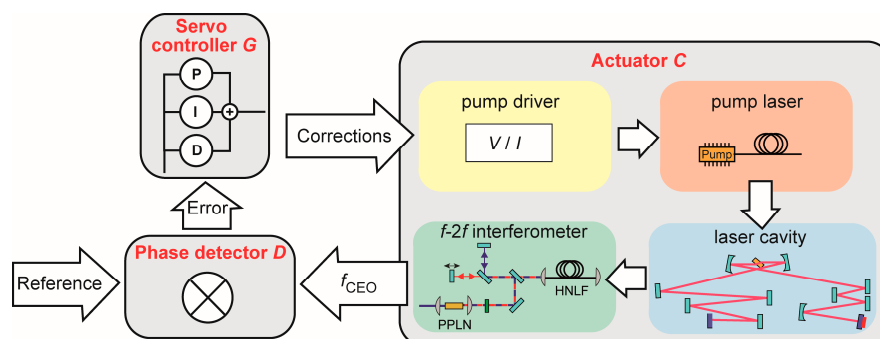 Servo
controller G
P
I
D
+
Corrections
Actuator C
pump driver
V / I
pump laser
Pump
Error
Reference
Phase detector D
fCEO
f-2f interferometer
HNLF
PPLN
laser cavity